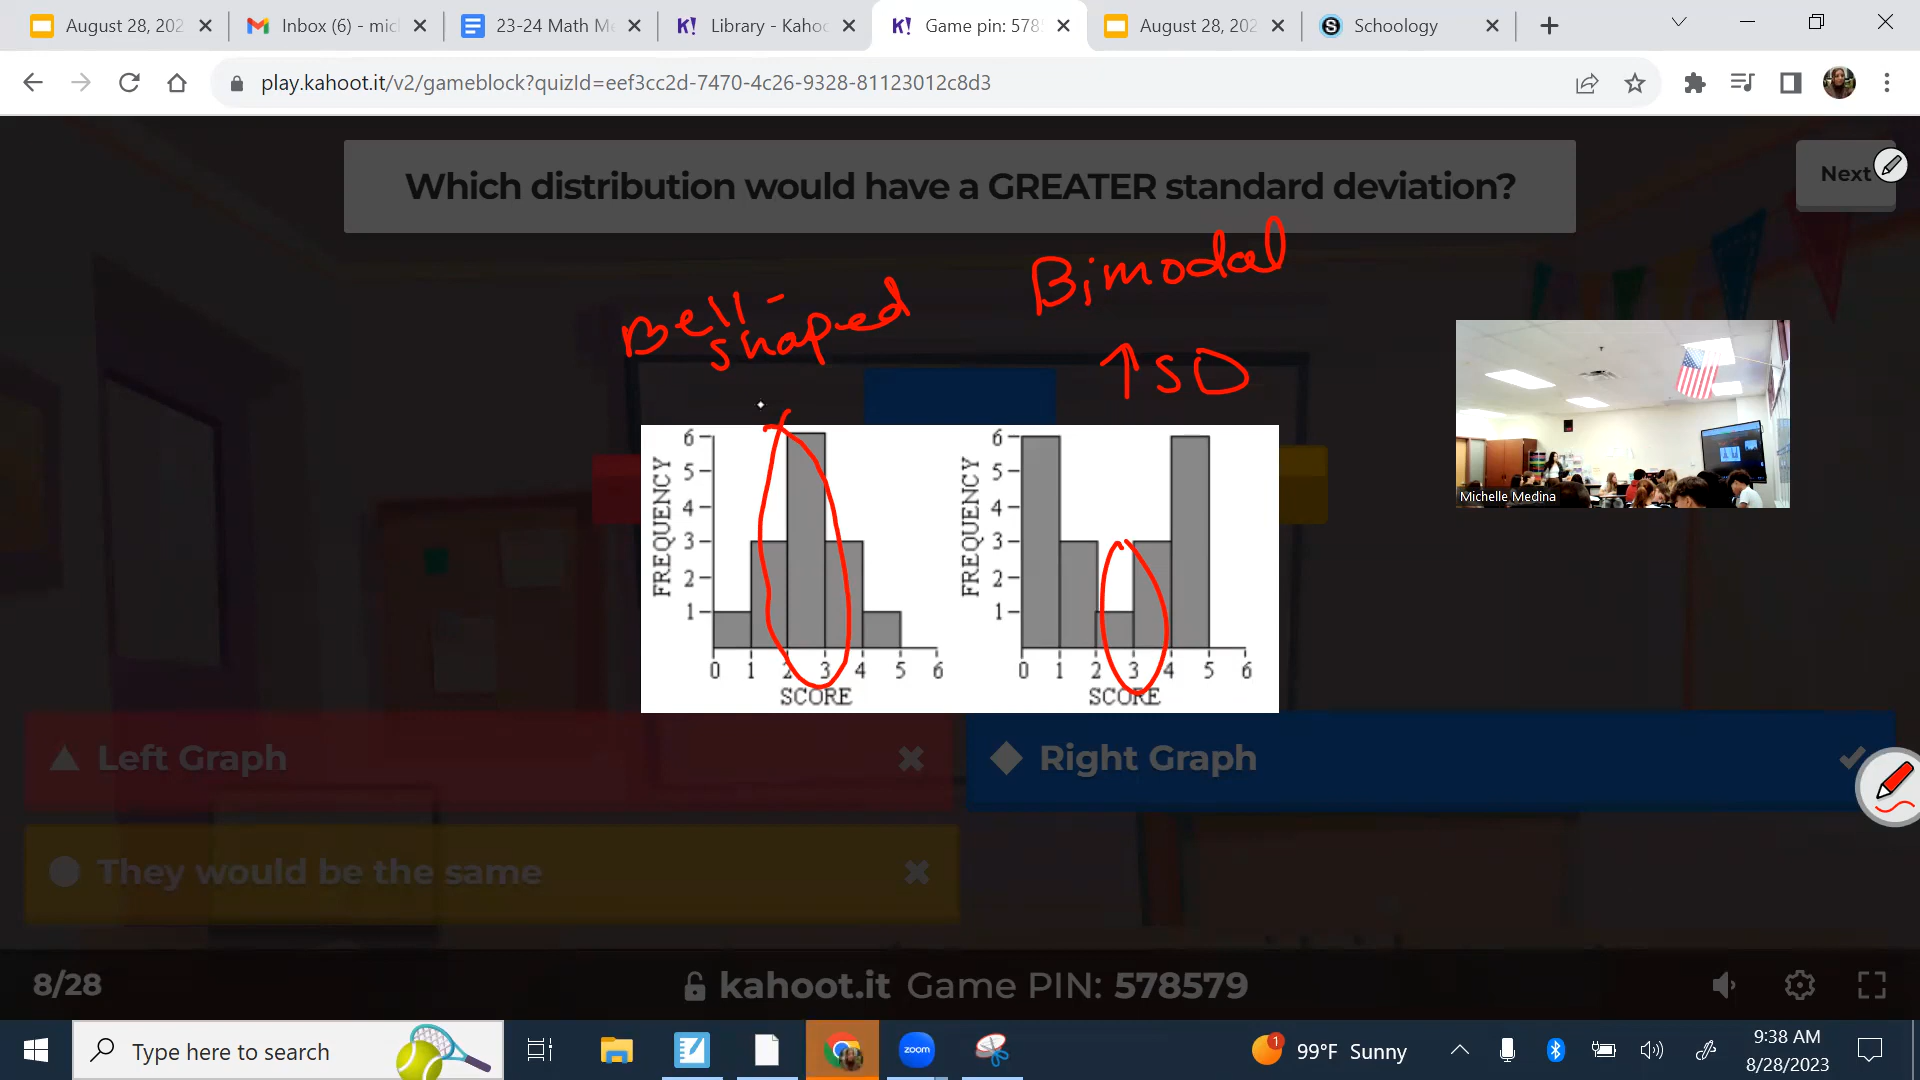 August 28, 202
Inbox (6) - mic
23-24 Math Me
Library - Kahoo
Game pin: 578
August 28, 202
Schoology
play.kahoot.it/v2/gameblock?quizId=eef3cc2d-7470-4c26-9328-81123012c8d3
Which distribution would have a GREATER standard deviation?
Next
Bell-
shaped
Bimodal
↑ SD
Michelle Medina
FREQUENCY
6
5
4
3
2
1
0 1 2 3 4 5 6
SCORE
FREQUENCY
6
5
4
3
2
1
0 1 2 3 4 5 6
SCORE
Left Graph
Right Graph
They would be the same
8/28
kahoot.it Game PIN: 578579
Type here to search
zoom
1
99°F Sunny
9:38 AM
8/28/2023